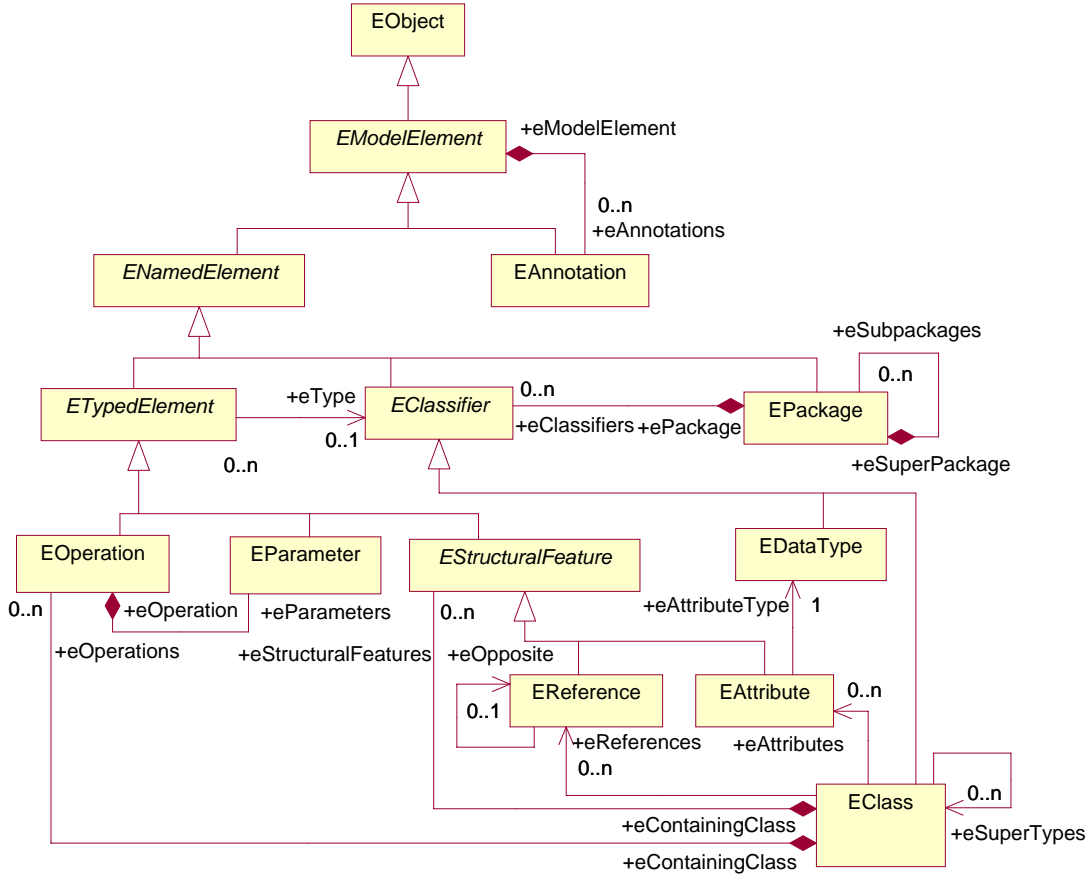 EObject
EModelElement
+eModelElement
0..n
+eAnnotations
ENamedElement
EAnnotation
+eSubpackages
0..n
ETypedElement
+eType
0..1
0..n
EClassifier
0..n
+eClassifiers
+ePackage
EPackage
+eSuperPackage
EOperation
EParameter
EStructuralFeature
EDataType
0..n
+eOperation
+eParameters
+eOperations
0..n
+eStructuralFeatures
+eAttributeType
1
+eOpposite
0..1
EReference
EAttribute
0..n
+eReferences
0..n
+eAttributes
EClass
0..n
+eSuperTypes
+eContainingClass
+eContainingClass